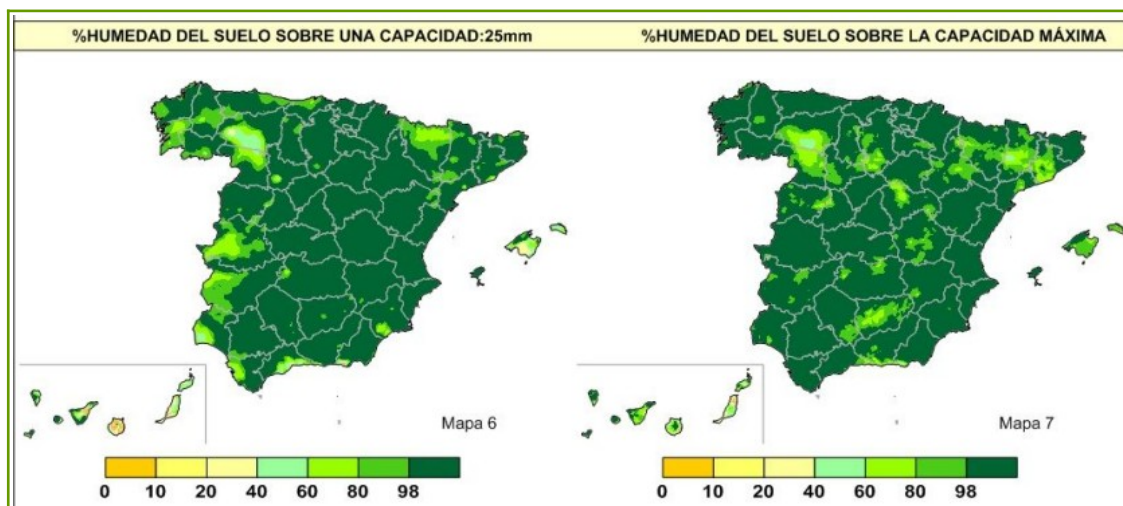 %HUMEDAD DEL SUELO SOBRE UNA CAPACIDAD:25mm
%HUMEDAD DEL SUELO SOBRE LA CAPACIDAD MÁXIMA
Mapa 6
Mapa 7
0 10 20 40 60 80 98
0 10 20 40 60 80 98